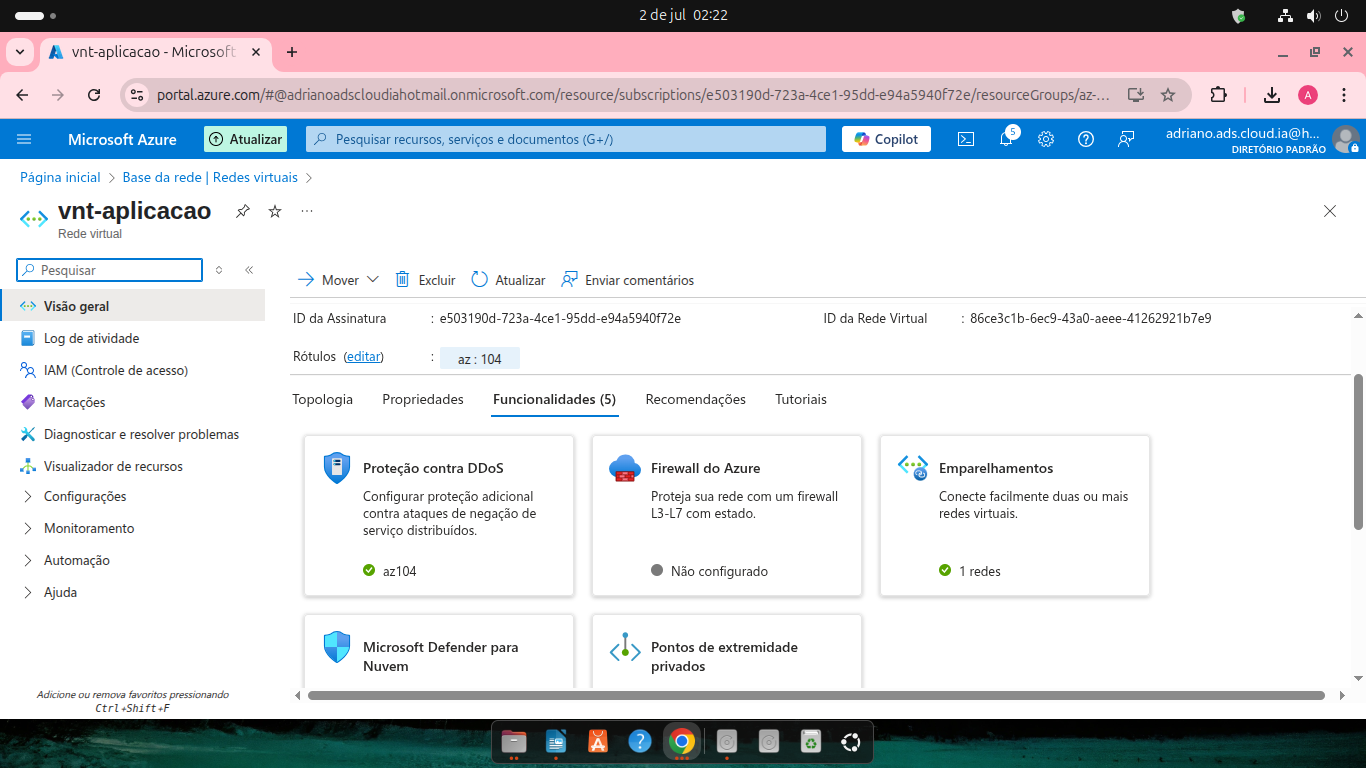 2 de jul 02:22
vnt-aplicacao - Microsoft
portal.azure.com/#@adrianoadscloudiahotmail.onmicrosoft.com/resource/subscriptions/e503190d-723a-4ce1-95dd-e94a5940f72e/resourceGroups/az-...
A
Microsoft Azure
Atualizar
Pesquisar recursos, serviços e documentos (G+/)
Copilot
5
adriano.ads.cloud.ia@h...
DIRETÓRIO PADRÃO
Página inicial > Base da rede | Redes virtuais >
vnt-aplicacao
Rede virtual
Pesquisar
Visão geral
Log de atividade
IAM (Controle de acesso)
Marcações
Diagnosticar e resolver problemas
Visualizador de recursos
Configurações
Monitoramento
Automação
Ajuda
Adicione ou remova favoritos pressionando
Ctrl+Shift+F
Mover
Excluir
Atualizar
Enviar comentários
ID da Assinatura : e503190d-723a-4ce1-95dd-e94a5940f72e
ID da Rede Virtual : 86ce3c1b-6ec9-43a0-aeee-41262921b7e9
Rótulos (editar) : az : 104
Topologia
Propriedades
Funcionalidades (5)
Recomendações
Tutoriais
Proteção contra DDoS
Configurar proteção adicional
contra ataques de negação de
serviço distribuídos.
az104
Firewall do Azure
Proteja sua rede com um firewall
L3-L7 com estado.
Não configurado
Emparelhamentos
Conecte facilmente duas ou mais
redes virtuais.
1 redes
Microsoft Defender para
Nuvem
Pontos de extremidade
privados